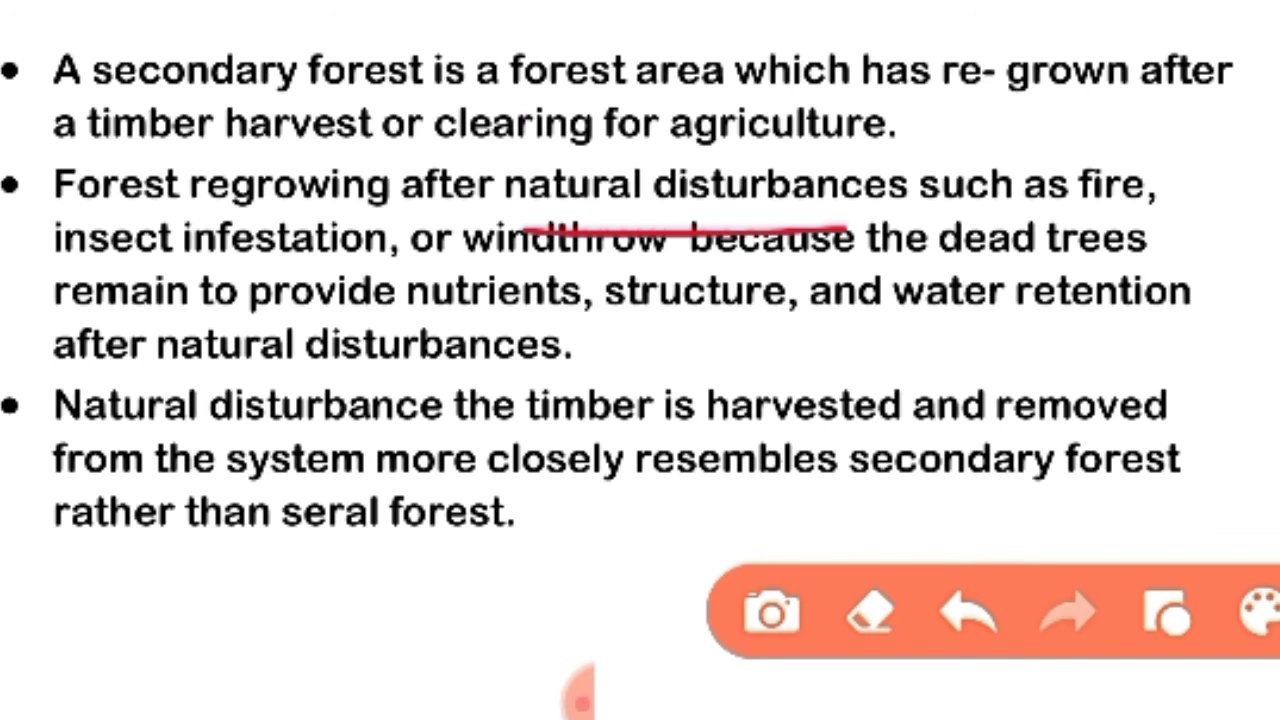 • A secondary forest is a forest area which has re- grown after
a timber harvest or clearing for agriculture.
• Forest regrowing after natural disturbances such as fire,
insect infestation, or windthrow because the dead trees
remain to provide nutrients, structure, and water retention
after natural disturbances.
• Natural disturbance the timber is harvested and removed
from the system more closely resembles secondary forest
rather than seral forest.